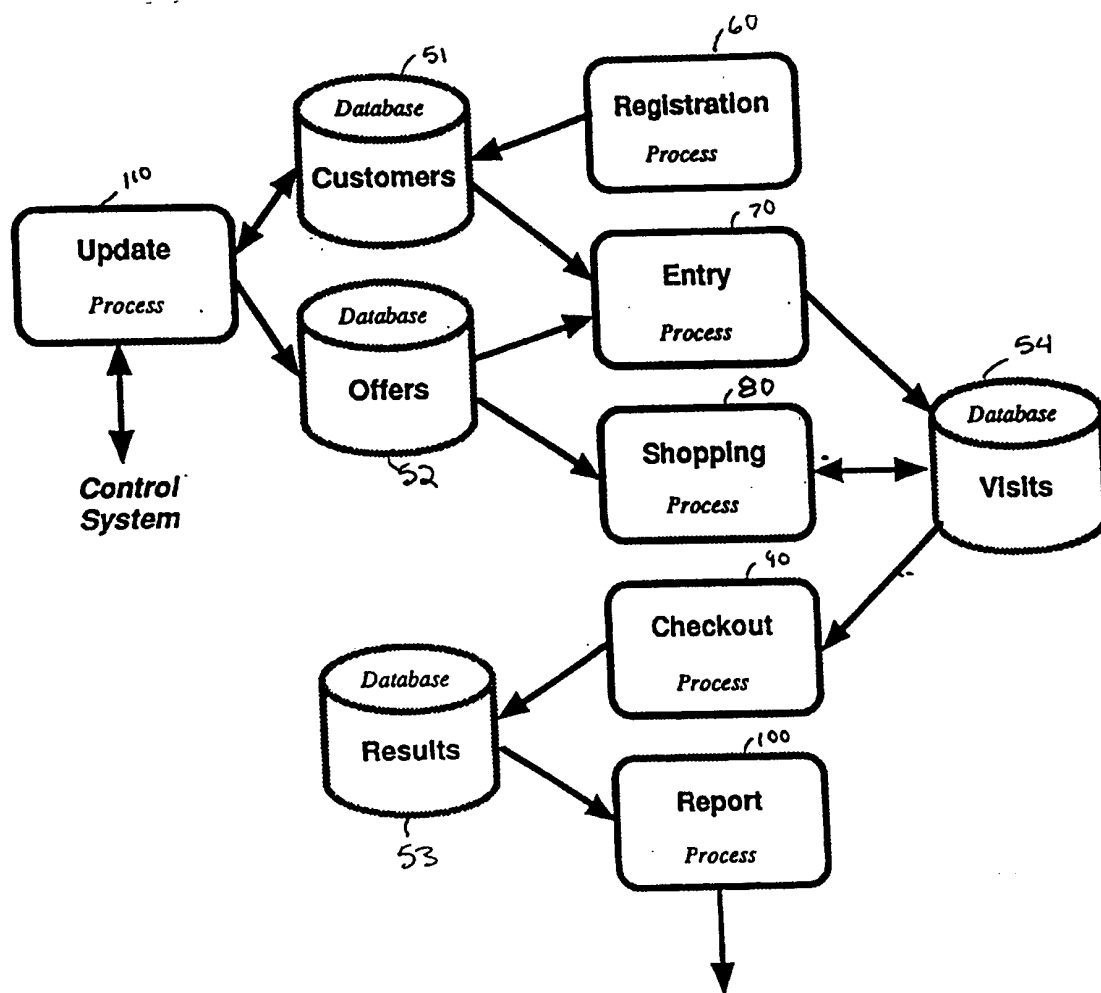 60
51
Registration
Process
Database
Customers
110
Update
Process
70
Entry
Process
Database
Offers
52
Control
System
80
Shopping
Process
54
Database
Visits
90
Checkout
Process
Database
Results
53
100
Report
Process